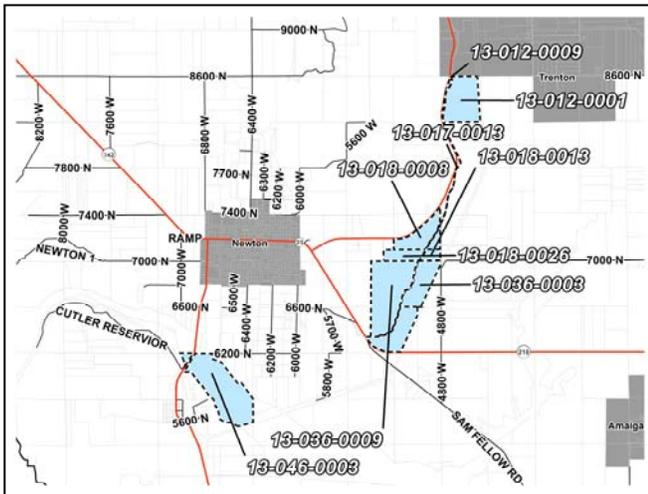 9000 N
13-012-0009
8600 N
Trenton
8600 N
13-012-0001
8200 W
7600 W
6800 W
6400 W
5600 W
13-017-0013
13-018-0013
142
7800 N
7700 N
6300 W
6200 W
6000 W
13-018-0008
7400 N
7400 N
8000 W
RAMP
Newton
NEWTON 1
7000 N
7000 W
13-018-0026
7000 N
13-036-0003
6600 N
6500 W
6400 W
6600 N
5700 W
4800 W
CUTLER RESERVIOR
6200 N
6200 W
6000 W
5800 W
218
4800 W
5600 N
SAM FELLOW RD
Amalga
13-036-0009
13-046-0003